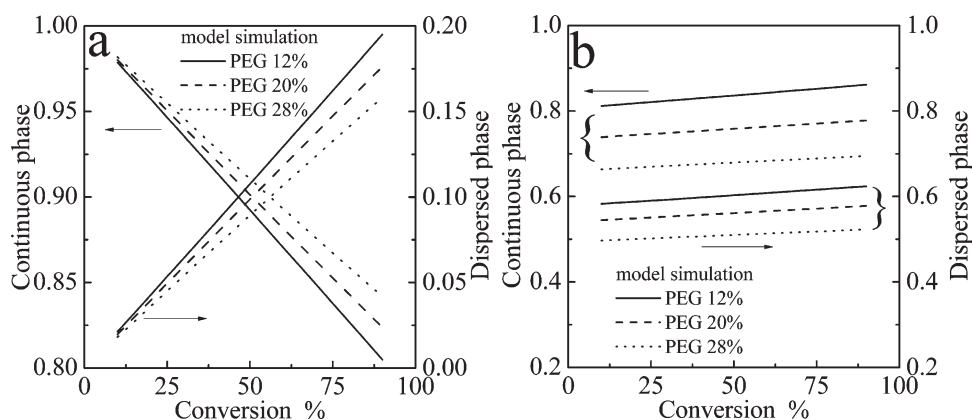 a
model simulation
PEG 12%
PEG 20%
PEG 28%
1.00
0.95
0.90
0.85
0.80
Continuous phase
0.20
0.15
0.10
0.05
0.00
Dispersed phase
0 25 50 75 100
Conversion %
b
1.0
0.8
0.6
0.4
0.2
Continuous phase
1.0
0.8
0.6
0.4
0.2
Dispersed phase
model simulation
PEG 12%
PEG 20%
PEG 28%
0 25 50 75 100
Conversion %